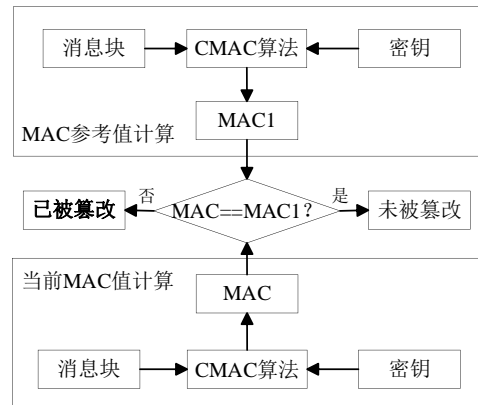 消息块 CMAC算法 密钥
MAC1
MAC参考值计算
否 是
已被篡改 MAC==MAC1? 未被篡改
当前MAC值计算
MAC
消息块 CMAC算法 密钥